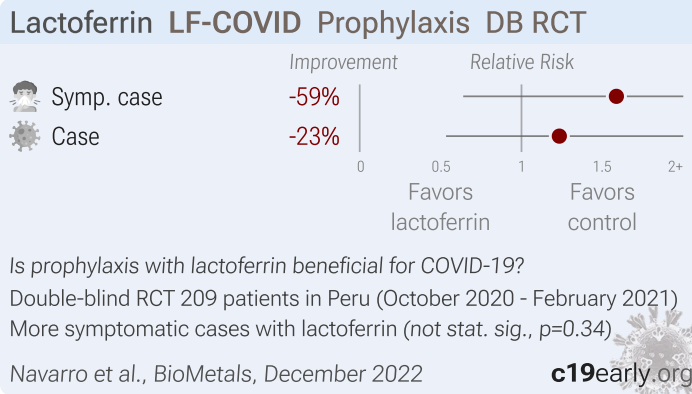 Lactoferrin LF-COVID Prophylaxis DB RCT
Improvement Relative Risk
Symp. case -59%
Case -23%
0 0.5 1 1.5 2+
Favors lactoferrin Favors control
Is prophylaxis with lactoferrin beneficial for COVID-19?
Double-blind RCT 209 patients in Peru (October 2020 - February 2021)
More symptomatic cases with lactoferrin (not stat. sig., p=0.34)
Navarro et al., BioMetals, December 2022 c19early.org